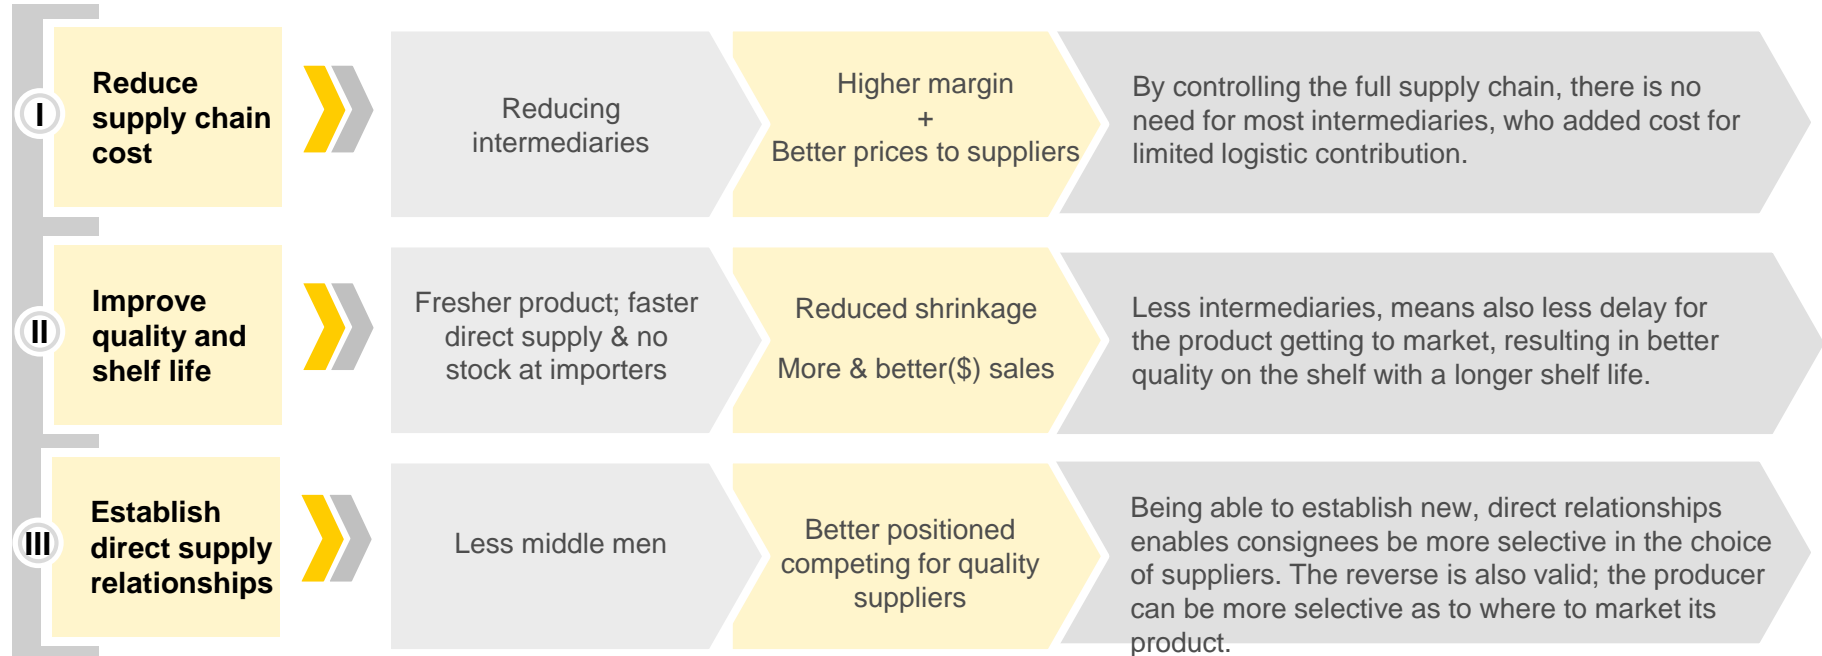 I
Reduce
supply chain
cost
Reducing
intermediaries
Higher margin
+
Better prices to suppliers
By controlling the full supply chain, there is no
need for most intermediaries, who added cost for
limited logistic contribution.
II
Improve
quality and
shelf life
Fresher product; faster
direct supply & no
stock at importers
Reduced shrinkage
More & better($) sales
Less intermediaries, means also less delay for
the product getting to market, resulting in better
quality on the shelf with a longer shelf life.
III
Establish
direct supply
relationships
Less middle men
Better positioned
competing for quality
suppliers
Being able to establish new, direct relationships
enables consignees be more selective in the choice
of suppliers. The reverse is also valid; the producer
can be more selective as to where to market its
product.